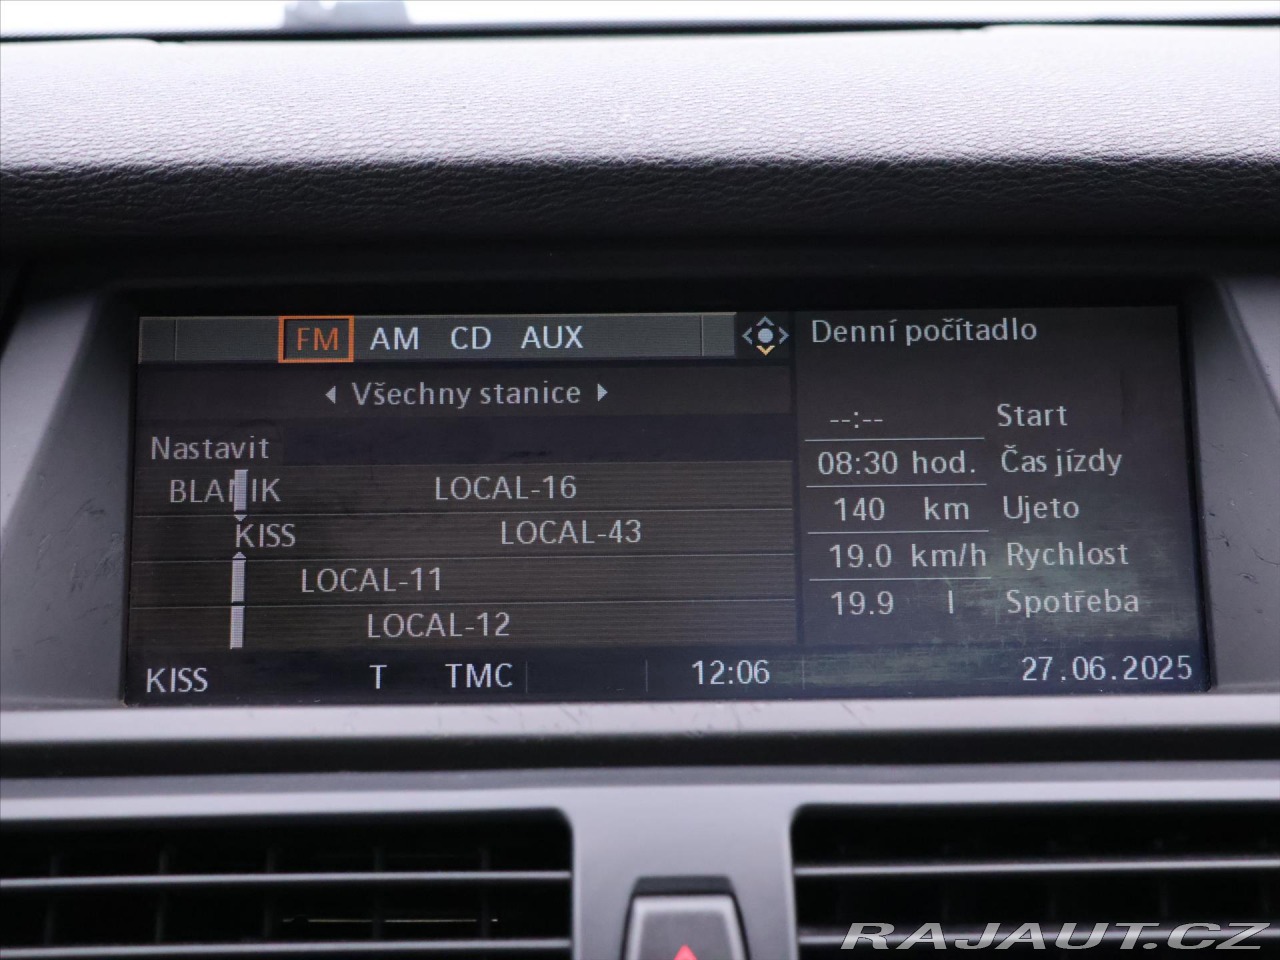 FM AM CD AUX
Všechny stanice
Nastavit
BLANIK LOCAL-16
KISS LOCAL-43
LOCAL-11
LOCAL-12
KISS T TMC 12:06
Denní počítadlo
--:-- Start
08:30 hod. Čas jízdy
140 km Ujeto
19.0 km/h Rychlost
19.9 l Spotřeba
27.06.2025
RAJAUT.CZ